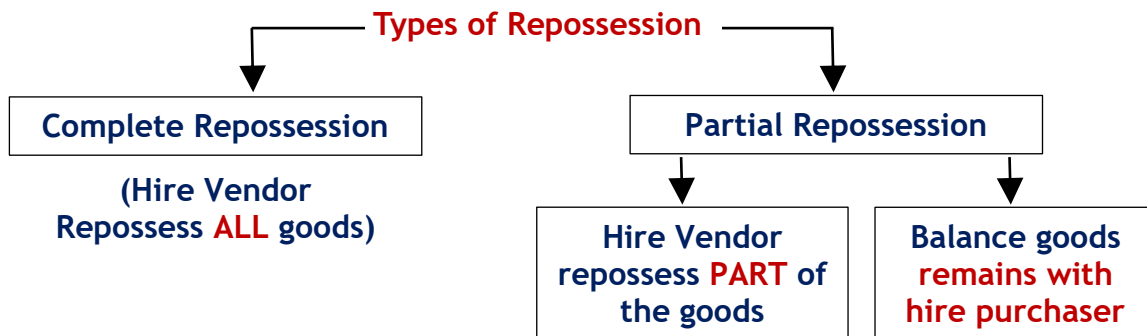 Types of Repossession
Complete Repossession
(Hire Vendor
Repossess ALL goods)
Partial Repossession
Hire Vendor
repossess PART of
the goods
Balance goods
remains with
hire purchaser